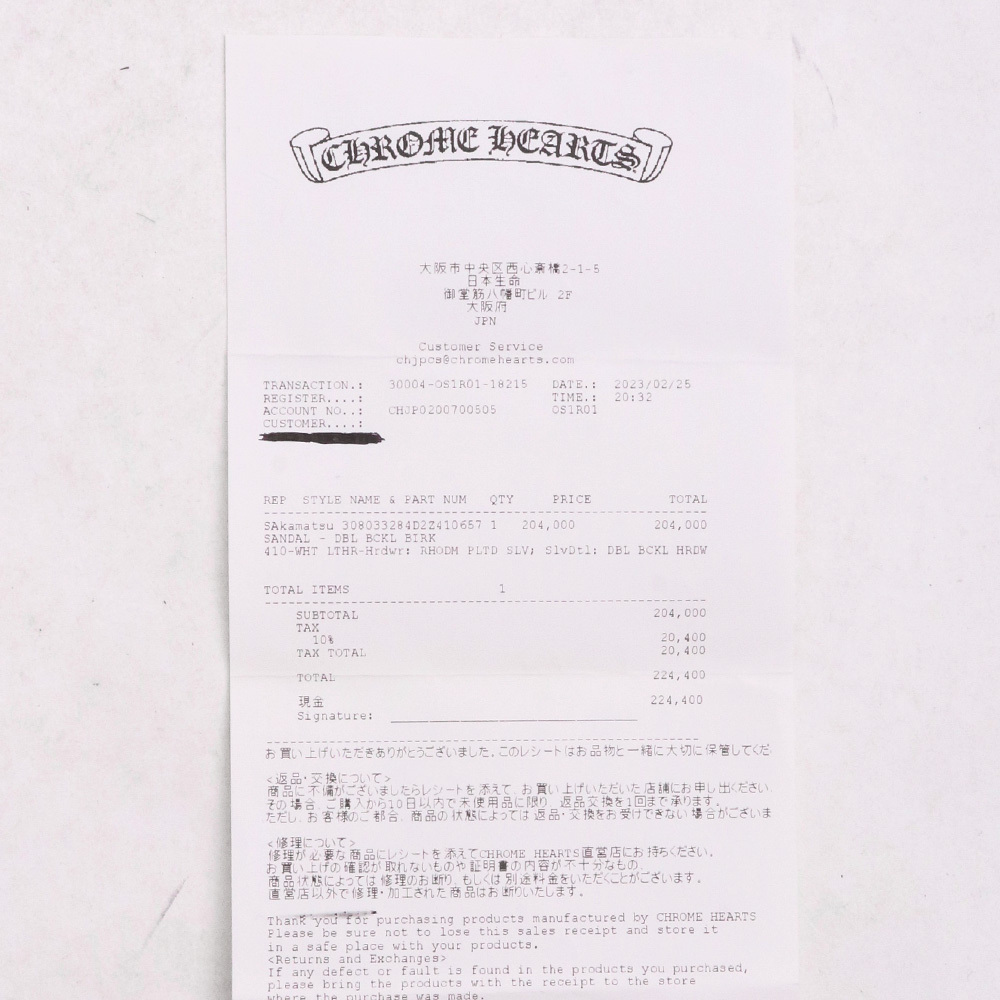 CHROME HEARTS
大阪市中央区西心斎橋2-1-5
日本生命
御堂筋八幡町ビル 2F
大阪府
JPN
Customer Service
chjpcs@chromehearts.com
TRANSACTION.: 30004-OS1R01-18215 DATE.: 2023/02/25
REGISTER....: TIME.: 20:32
ACCOUNT NO..: CHJP0200700505 OS1R01
CUSTOMER....:
REP STYLE NAME & PART NUM QTY PRICE TOTAL
SAkamatsu 308033284D2Z410657 1 204,000 204,000
SANDAL - DBL BCKL BIRK
410-WHT LTHR-Hrdwr: RHODM PLTD SLV; SlvDtl: DBL BCKL HRDW
TOTAL ITEMS 1
SUBTOTAL 204,000
TAX
10% 20,400
TAX TOTAL 20,400
TOTAL 224,400
現金 224,400
Signature:
お買い上げいただきありがとうございました。このレシートはお品物と一緒に大切に保管してくだ
<返品・交換について>
商品に不備がございましたらレシートを添えて、お買い上げいただいた店舗にお申し出ください。
その場合、ご購入から10日以内で未使用品に限り、返品交換を1回まで承ります。
ただし、お客様のご都合、商品の状態によっては返品・交換をお受けできない場合がございま
<修理について>
修理が必要な商品にレシートを添えてCHROME HEARTS直営店にお持ちください。
お買い上げの確認が取れないものや証明書の内容が不十分なもの、
商品状態によっては修理のお断り、もしくは別途料金をいただくことがございます。
直営店以外で修理・加工された商品はお断りいたします。
Thank you for purchasing products manufactured by CHROME HEARTS
Please be sure not to lose this sales receipt and store it
in a safe place with your products.
<Returns and Exchanges>
If any defect or fault is found in the products you purchased,
please bring the products with the receipt to the store
where the purchase was made.